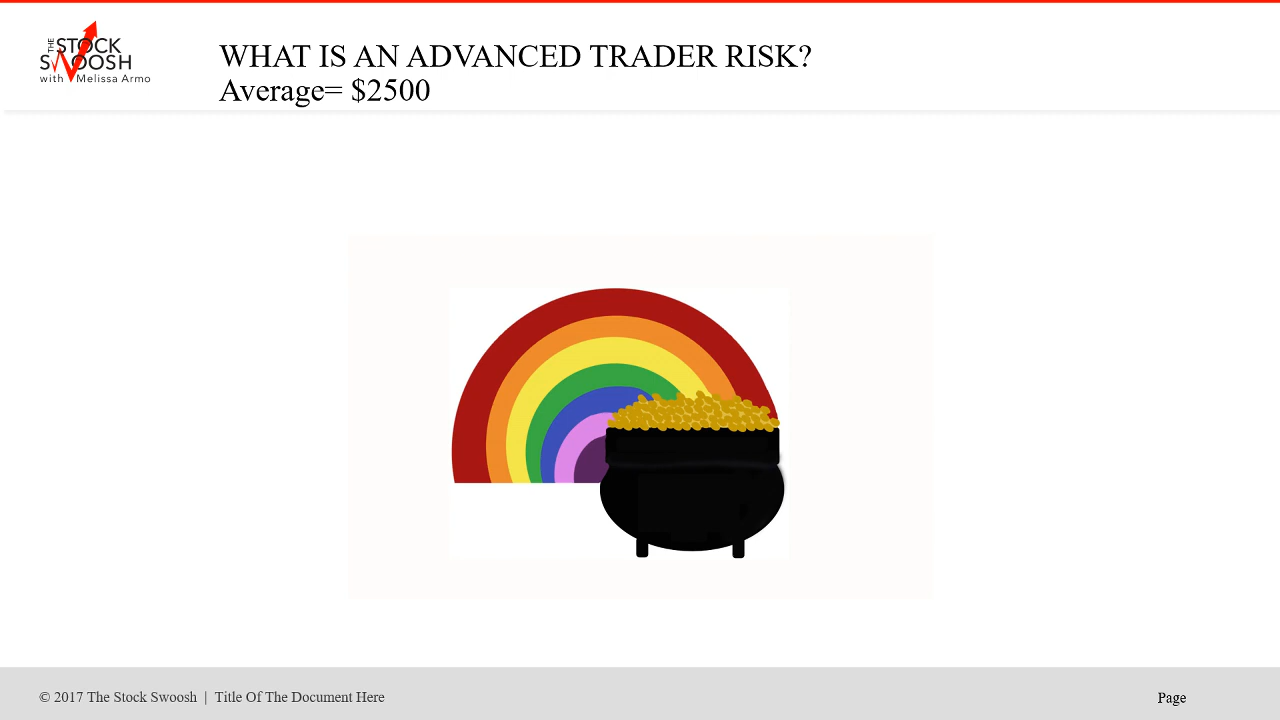 THE STOCK
SWOOSH
with Melissa Armo
WHAT IS AN ADVANCED TRADER RISK?
Average= $2500
© 2017 The Stock Swoosh | Title Of The Document Here
Page